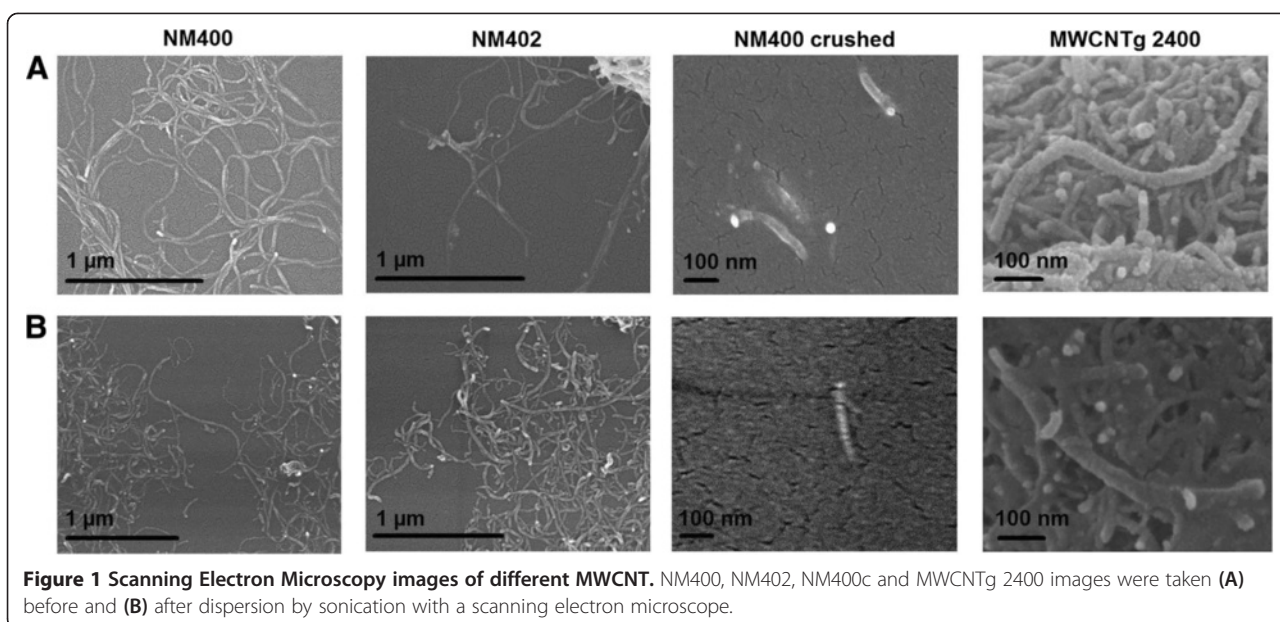 NM400 NM402 NM400 crushed MWCNTg 2400
A
1 µm 1 µm 100 nm 100 nm
B
1 µm 1 µm 100 nm 100 nm
Figure 1 Scanning Electron Microscopy images of different MWCNT. NM400, NM402, NM400c and MWCNTg 2400 images were taken (A)
before and (B) after dispersion by sonication with a scanning electron microscope.